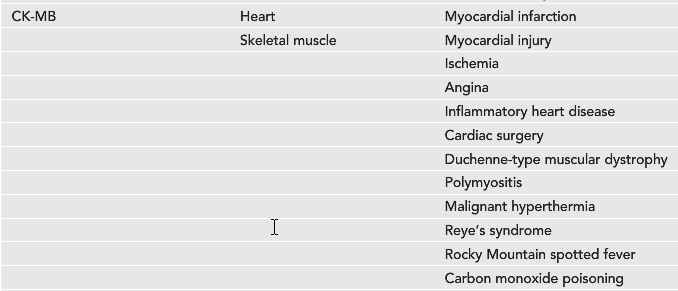 CK-MB Heart Myocardial infarction
Skeletal muscle Myocardial injury
Ischemia
Angina
Inflammatory heart disease
Cardiac surgery
Duchenne-type muscular dystrophy
Polymyositis
Malignant hyperthermia
Reye's syndrome
Rocky Mountain spotted fever
Carbon monoxide poisoning